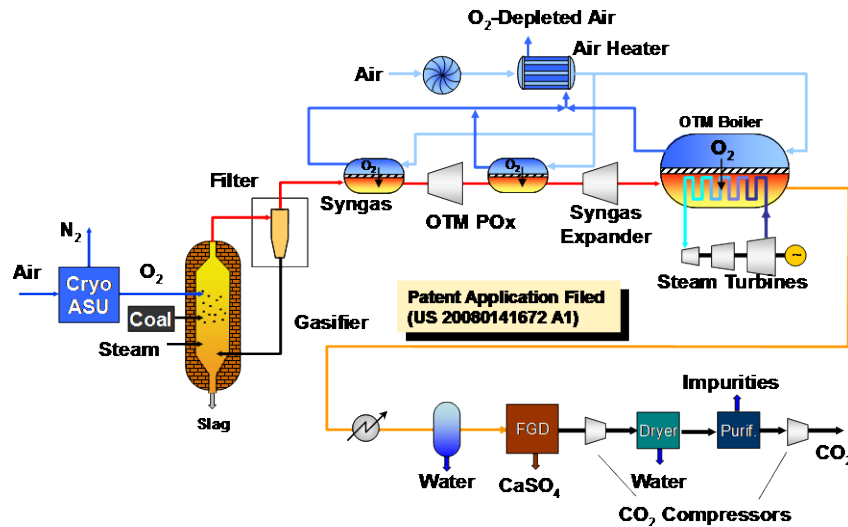 O2-Depleted Air
Air
Air Heater
OTM Boiler
O2
O2
O2
Filter
Syngas
OTM POx
Syngas
Expander
Steam Turbines
N2
Air
Cryo
ASU
O2
Coal
Steam
Gasifier
Slag
Patent Application Filed
(US 20080141672 A1)
Impurities
FGD
Dryer
Purif.
CO2
Water
CaSO4
Water
CO2 Compressors